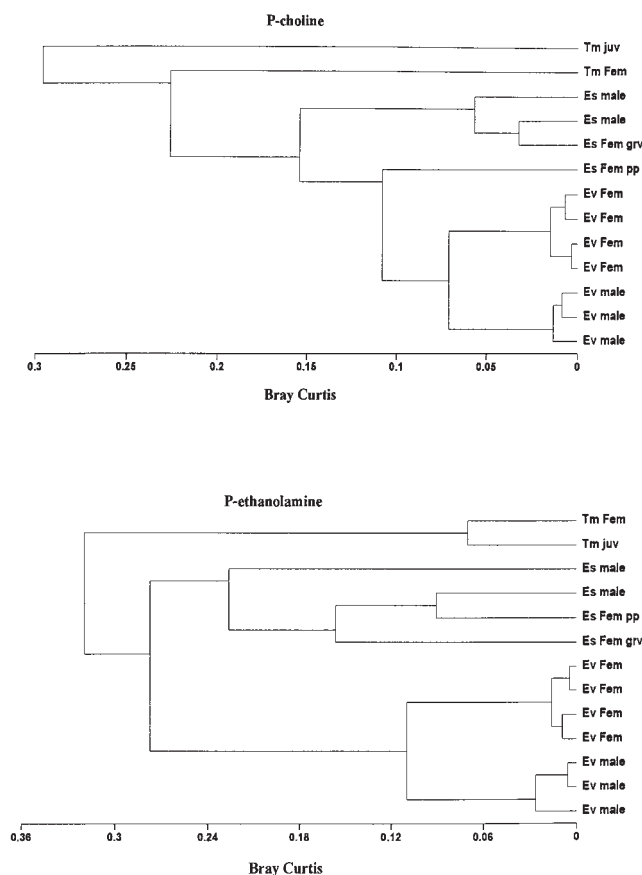 P-choline
Tm juv
Tm Fem
Es male
Es male
Es Fem grv
Es Fem pp
Ev Fem
Ev Fem
Ev Fem
Ev Fem
Ev male
Ev male
Ev male
0.3 0.25 0.2 0.15 0.1 0.05 0
Bray Curtis
P-ethanolamine
Tm Fem
Tm juv
Es male
Es male
Es Fem pp
Es Fem grv
Ev Fem
Ev Fem
Ev Fem
Ev Fem
Ev male
Ev male
Ev male
0.36 0.3 0.24 0.18 0.12 0.06 0
Bray Curtis